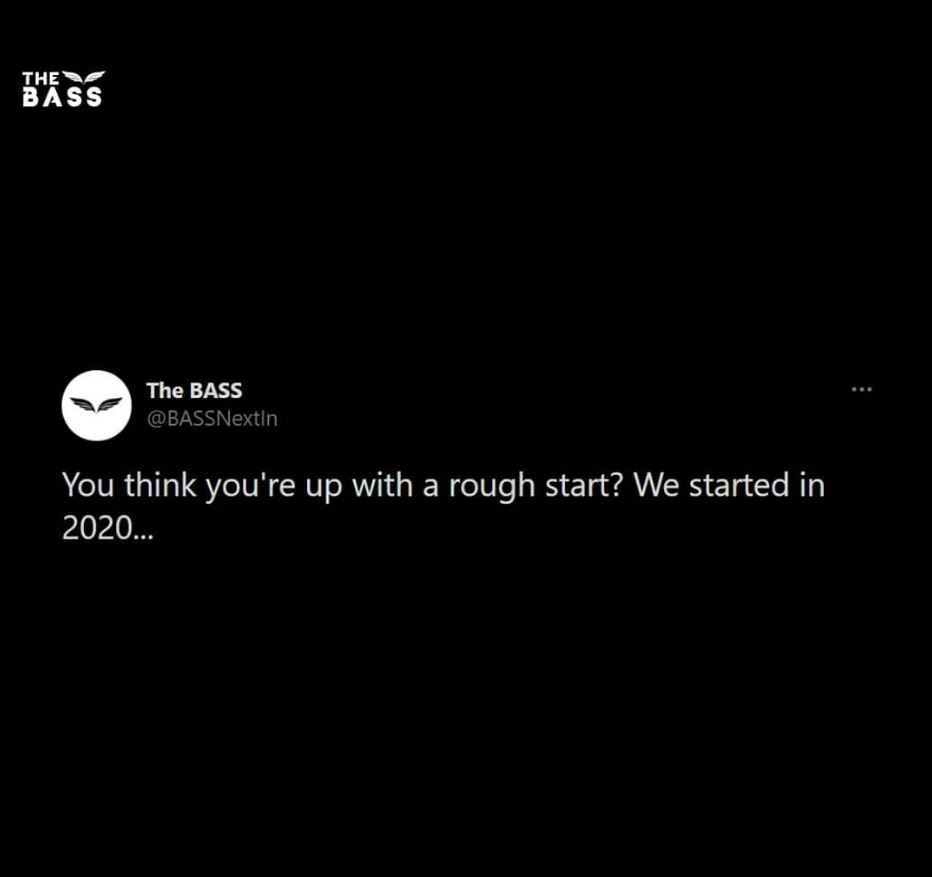 THE
BASS
The BASS
@BASSNextIn
You think you're up with a rough start? We started in
2020...